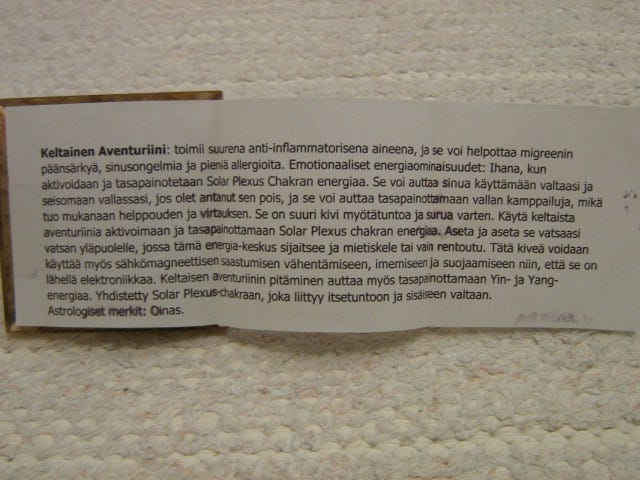 Keltainen Aventuriini: toimii suurena anti-inflammatorisena aineena, ja se voi helpottaa migreenin
päänsärkyä, sinusongelmia ja pieniä allergioita. Emotionaaliset energiaominaisuudet: Ihana, kun
aktivoidaan ja tasapainotetaan Solar Plexus Chakran energiaa. Se voi auttaa sinua käyttämään valtaasi ja
seisomaan vallassasi, jos olet antanut sen pois, ja se voi auttaa tasapainottamaan vallan kamppailuja, mikä
tuo mukanaan helppouden ja virtauksen. Se on suuri kivi myötätuntoa ja surua varten. Käytä keltaista
aventuriinia aktivoimaan ja tasapainottamaan Solar Plexus chakran energiaa. Aseta ja aseta se vatsaasi
vatsan yläpuolelle, jossa tämä energia-keskus sijaitsee ja mietiskele tai vain rentoutu. Tätä kiveä voidaan
käyttää myös sähkömagneettisen saastumisen vähentämiseen, imemiseen ja suojaamiseen niin, että se on
lähellä elektroniikkaa. Keltaisen aventuriinin pitäminen auttaa myös tasapainottamaan Yin- ja Yang-
energiaa. Yhdistetty Solar Plexus-chakraan, joka liittyy itsetuntoon ja sisäiseen valtaan.
Astrologiset merkit: Oinas.